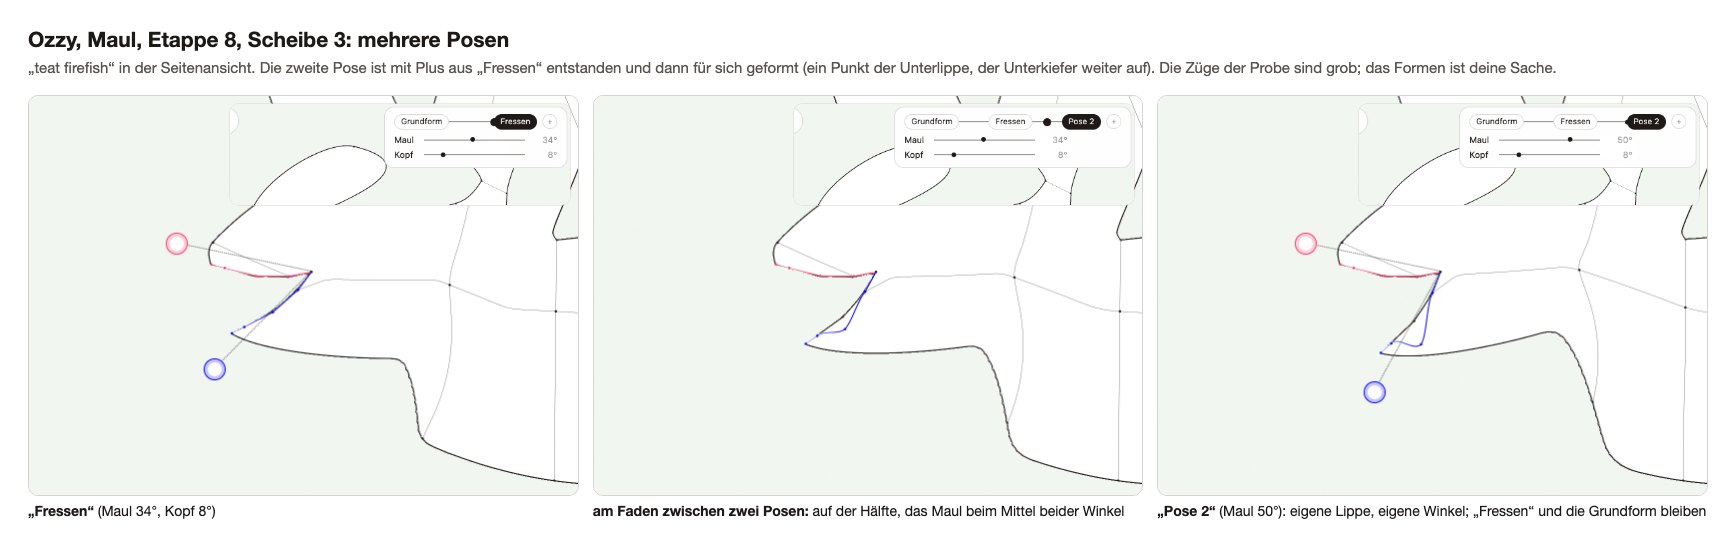 Ozzy, Maul, Etappe 8, Scheibe 3: mehrere Posen
„teat firefish“ in der Seitenansicht. Die zweite Pose ist mit Plus aus „Fressen“ entstanden und dann für sich geformt (ein Punkt der Unterlippe, der Unterkiefer weiter auf). Die Züge der Probe sind grob; das Formen ist deine Sache.
Grundform Fressen +
Maul 34°
Kopf 8°
Grundform Fressen Pose 2 +
Maul 34°
Kopf 8°
Grundform Fressen Pose 2 +
Maul 50°
Kopf 8°
„Fressen“ (Maul 34°, Kopf 8°)
am Faden zwischen zwei Posen: auf der Hälfte, das Maul beim Mittel beider Winkel
„Pose 2“ (Maul 50°): eigene Lippe, eigene Winkel; „Fressen“ und die Grundform bleiben